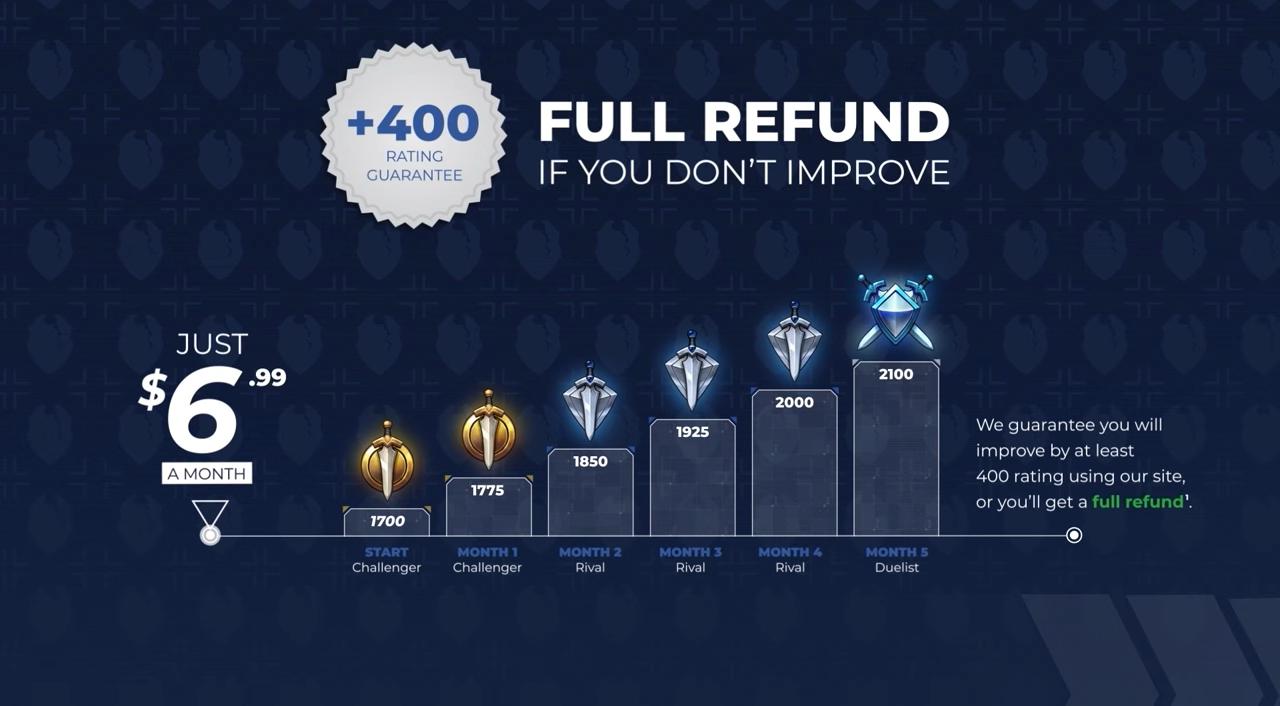 +400
RATING
GUARANTEE
FULL REFUND
IF YOU DON’T IMPROVE
JUST
$6.99
A MONTH
1700
1775
1850
1925
2000
2100
START
Challenger
MONTH 1
Challenger
MONTH 2
Rival
MONTH 3
Rival
MONTH 4
Rival
MONTH 5
Duelist
We guarantee you will
improve by at least
400 rating using our site,
or you’ll get a full refund¹.